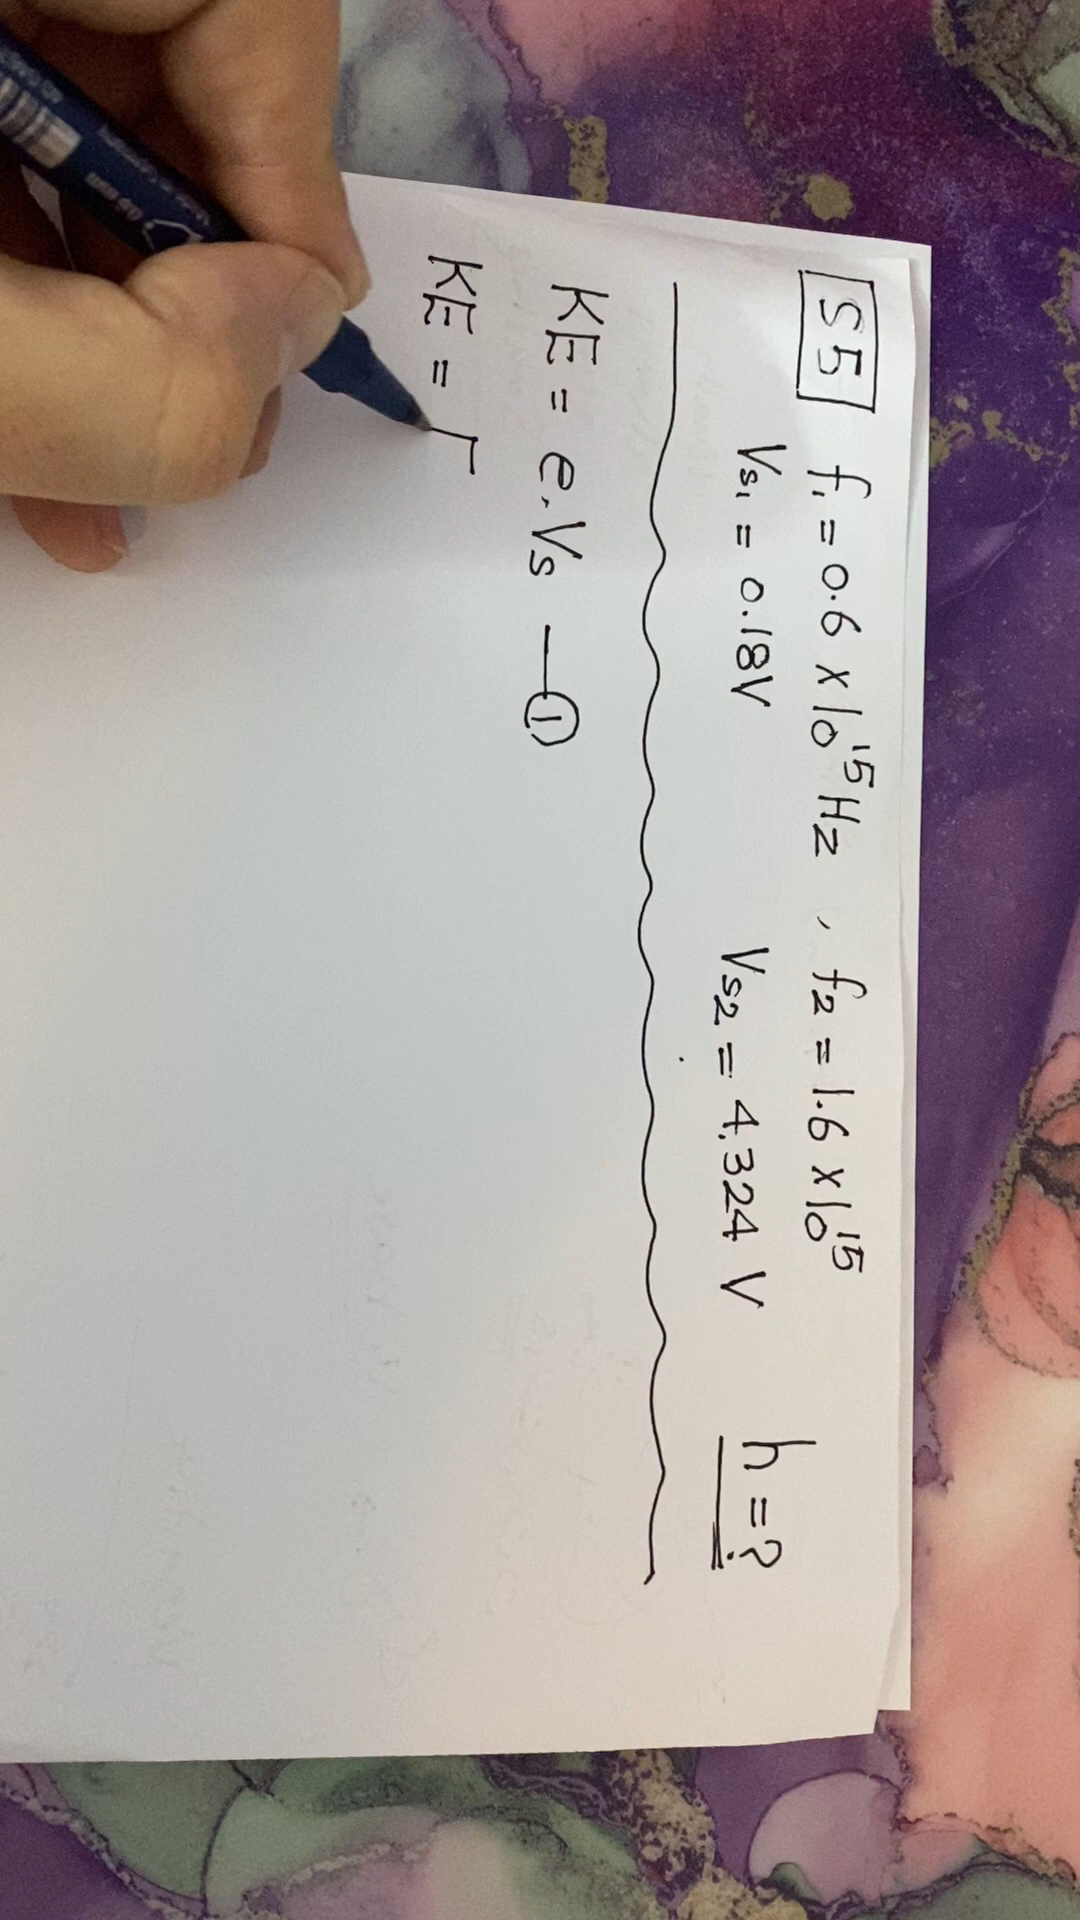 S5 f₁ = 0.6 x 10¹⁵ Hz , f2 = 1.6 x 10¹⁵
Vs₁ = 0.18V Vs2 = 4.324 V h = ?
KE = e.Vs — ①
KE =